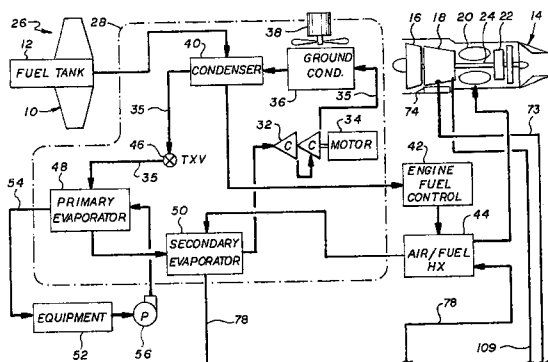 26
28
38
16
18
20
24
22
14
12
FUEL TANK
40
CONDENSER
GROUND
COND.
10
35
36
35
74
73
32
34
C
C
MOTOR
46
TXV
35
54
48
PRIMARY
EVAPORATOR
50
SECONDARY
EVAPORATOR
42
ENGINE
FUEL
CONTROL
44
AIR/FUEL
HX
EQUIPMENT
52
P
56
78
78
109